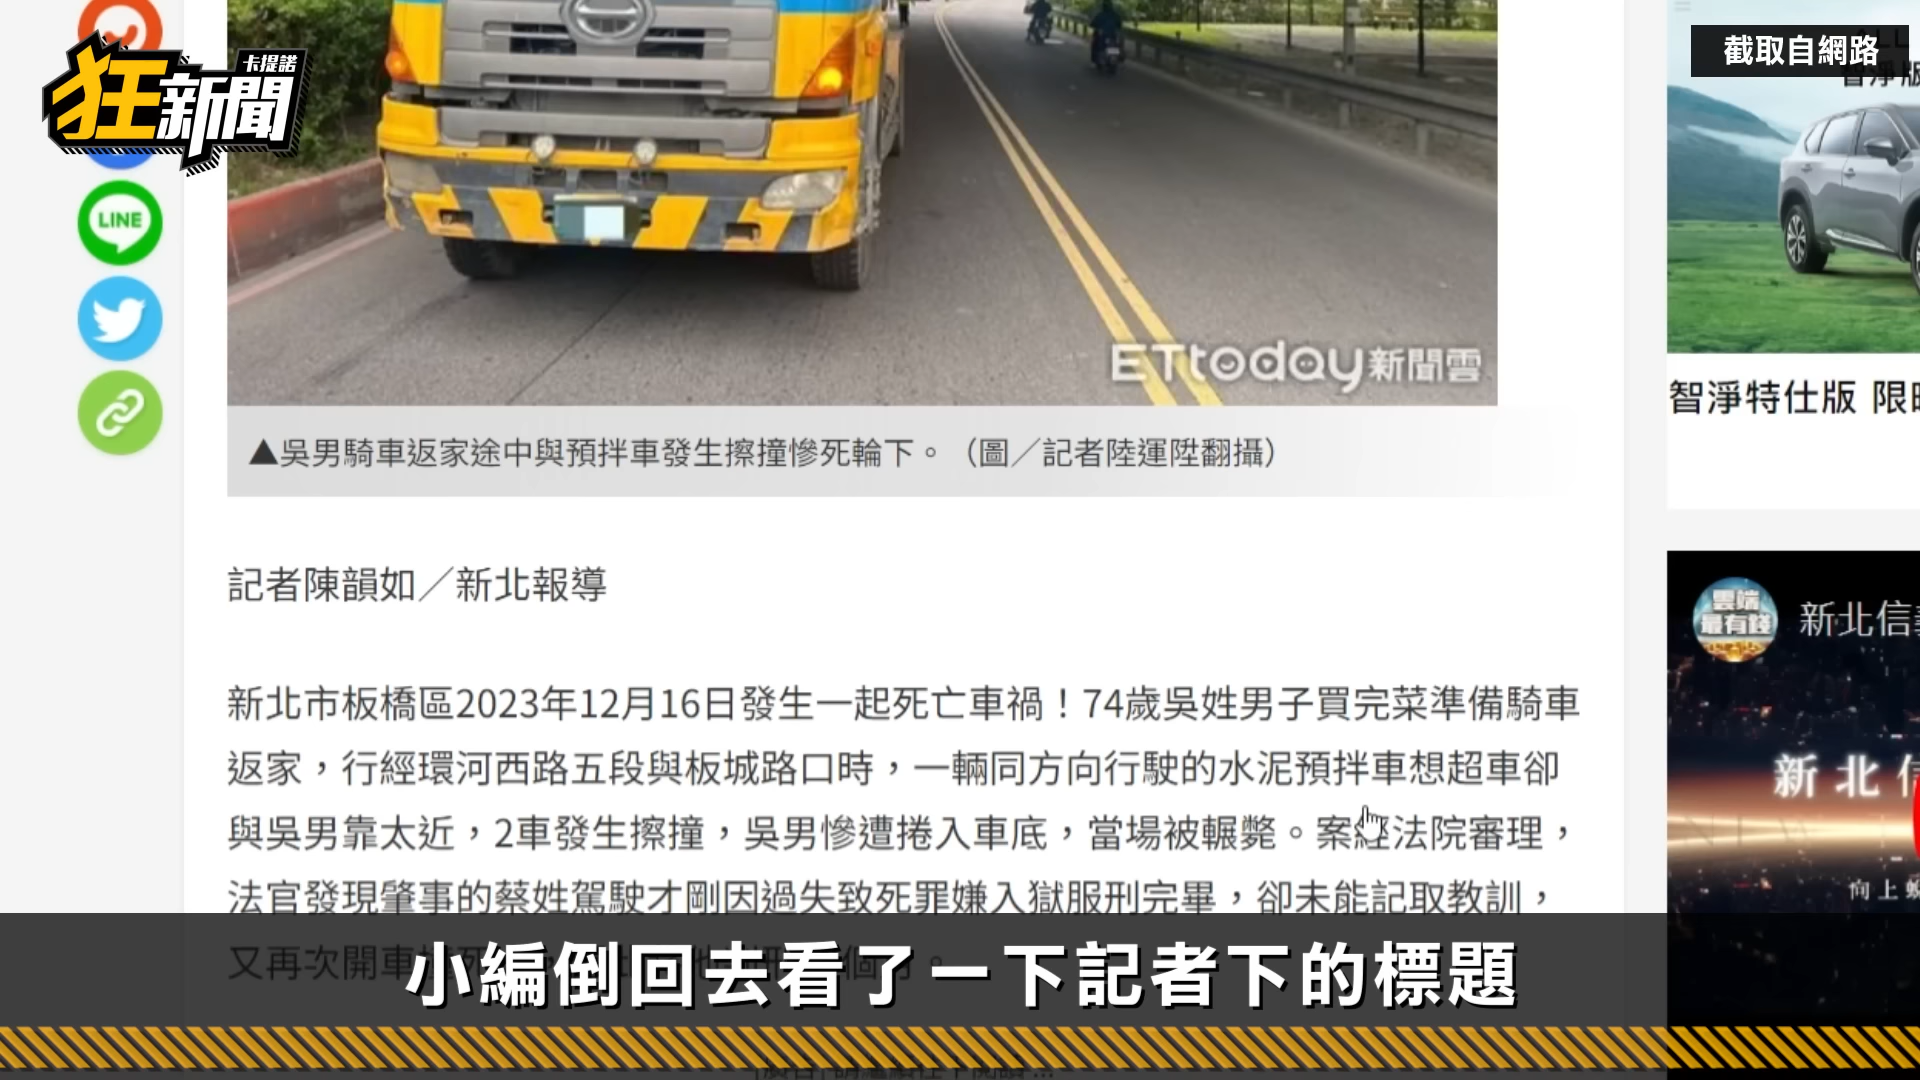 卡提諾
狂新聞
截取自網路
LINE
ETtoday新聞雲
智淨特仕版 限
▲吳男騎車返家途中與預拌車發生擦撞慘死輪下。（圖／記者陸運陞翻攝）
記者陳韻如／新北報導
雲端
最有錢
新北信義
新北市板橋區2023年12月16日發生一起死亡車禍！74歲吳姓男子買完菜準備騎車
返家，行經環河西路五段與板城路口時，一輛同方向行駛的水泥預拌車想超車卻
新北信
與吳男靠太近，2車發生擦撞，吳男慘遭捲入車底，當場被輾斃。案經法院審理，
法官發現肇事的蔡姓駕駛才剛因過失致死罪嫌入獄服刑完畢，卻未能記取教訓，
向上
又再次開車
小編倒回去看了一下記者下的標題